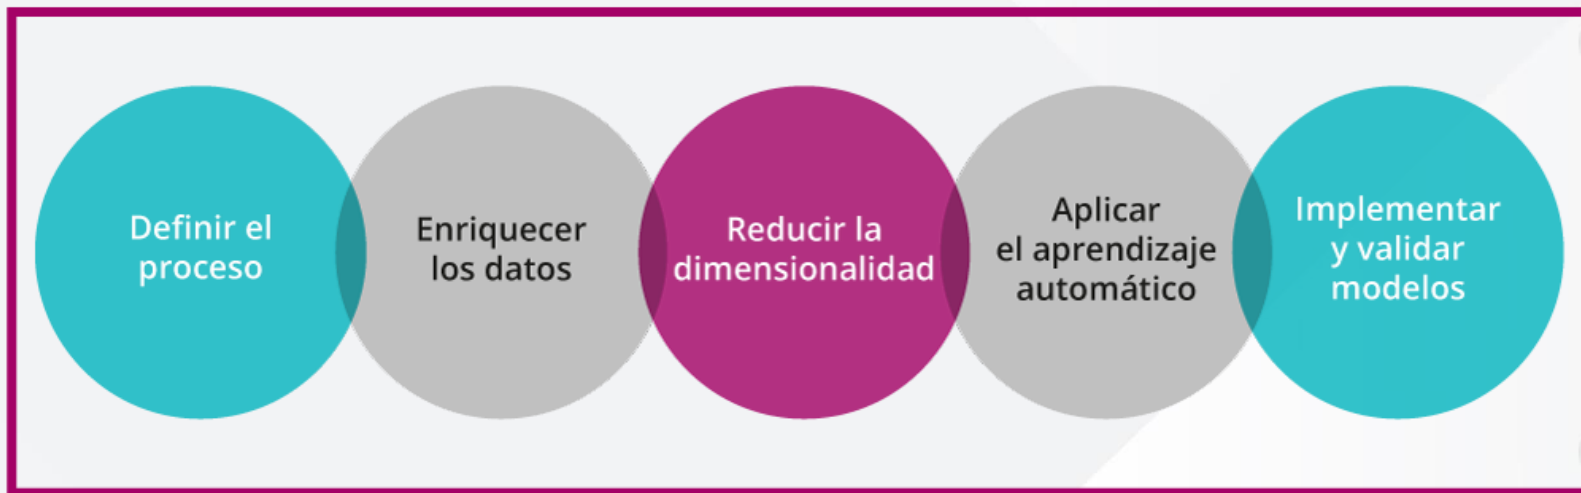 Definir el
proceso
Enriquecer
los datos
Reducir la
dimensionalidad
Aplicar
el aprendizaje
automático
Implementar
y validar
modelos